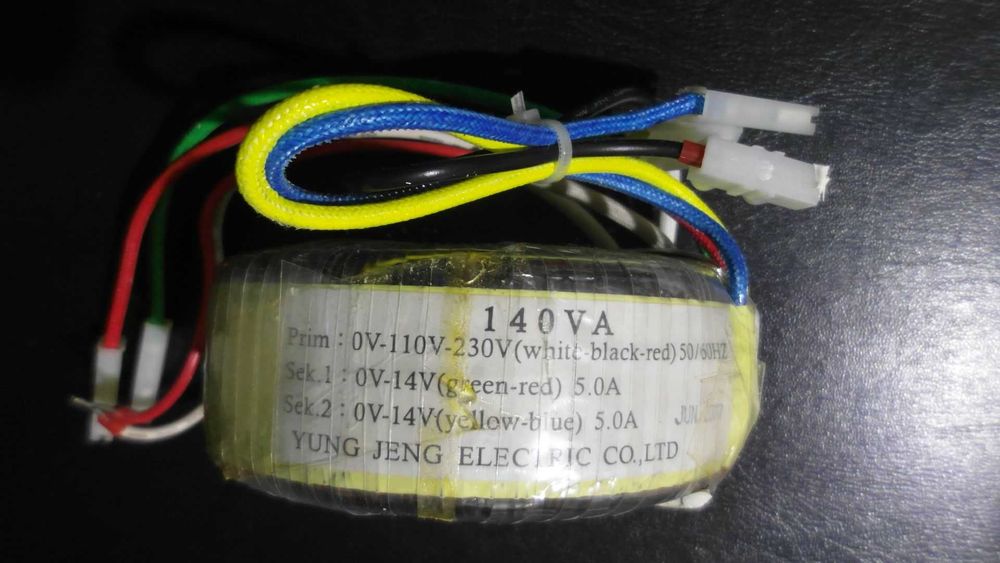 140VA
Prim : 0V-110V-230V(white-black-red) 50/60HZ
Sek.1 : 0V-14V(green-red) 5.0A
Sek.2 : 0V-14V(yellow-blue) 5.0A
JUN.
YUNG JENG ELECTRIC CO.,LTD